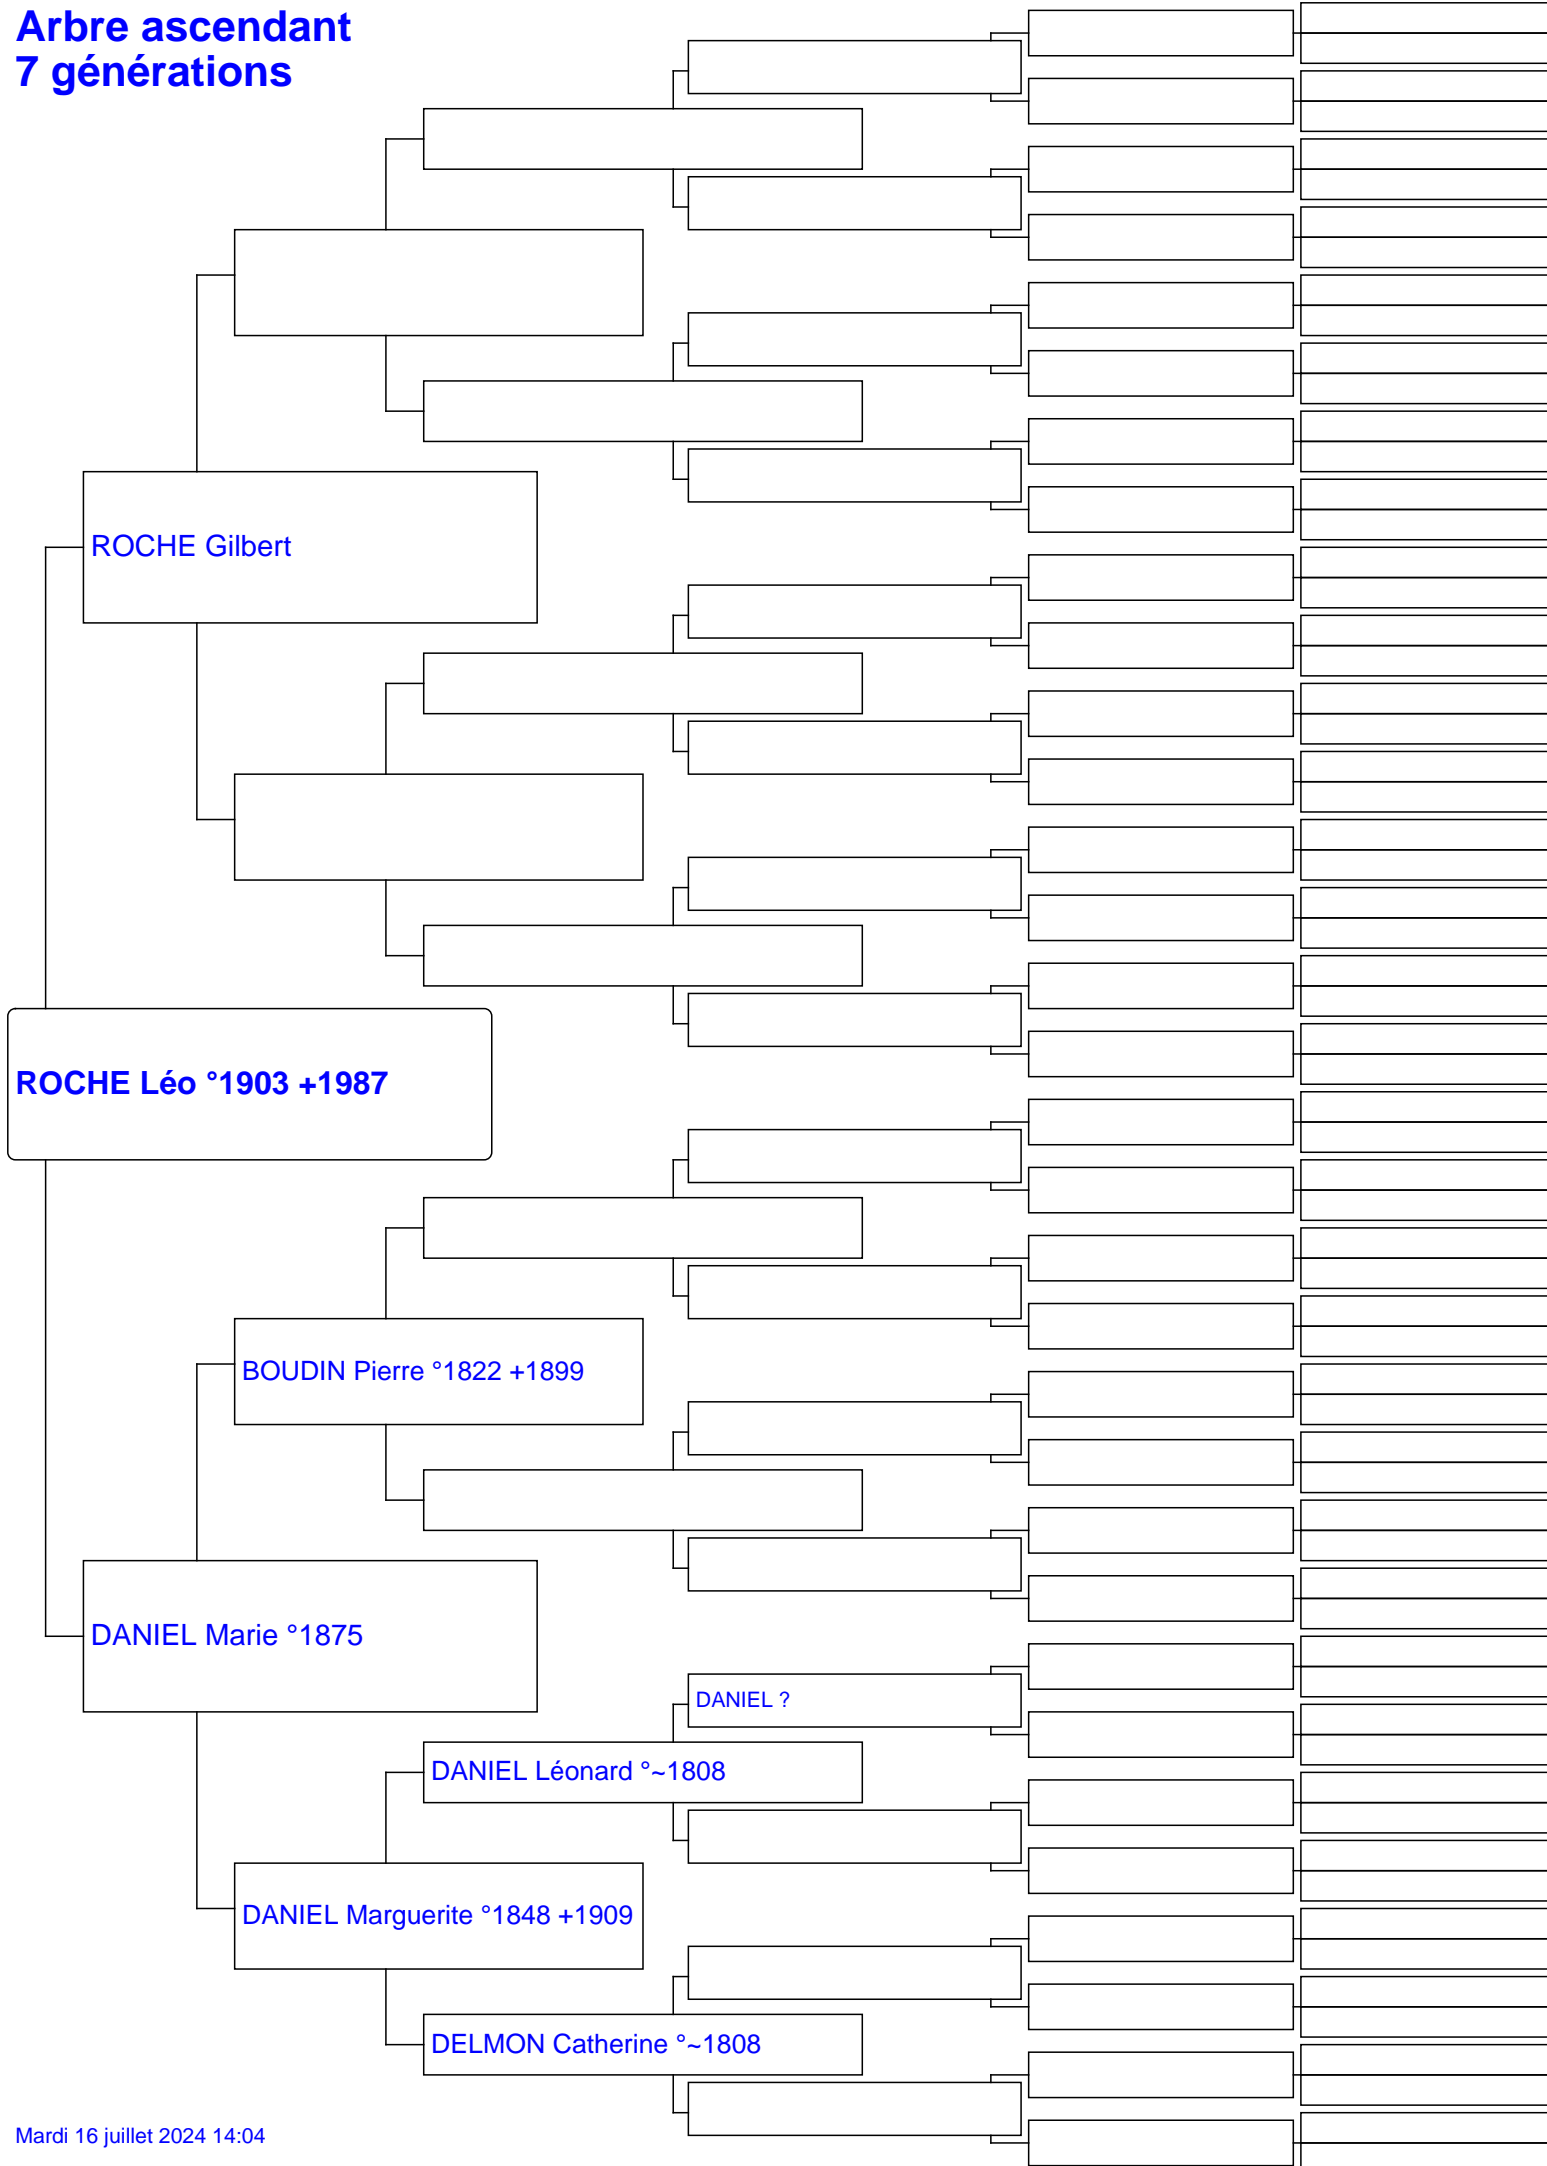 Arbre ascendant
7 générations
ROCHE Gilbert
ROCHE Léo °1903 +1987
BOUDIN Pierre °1822 +1899
DANIEL Marie °1875
DANIEL ?
DANIEL Léonard °~1808
DANIEL Marguerite °1848 +1909
DELMON Catherine °~1808
Mardi 16 juillet 2024 14:04